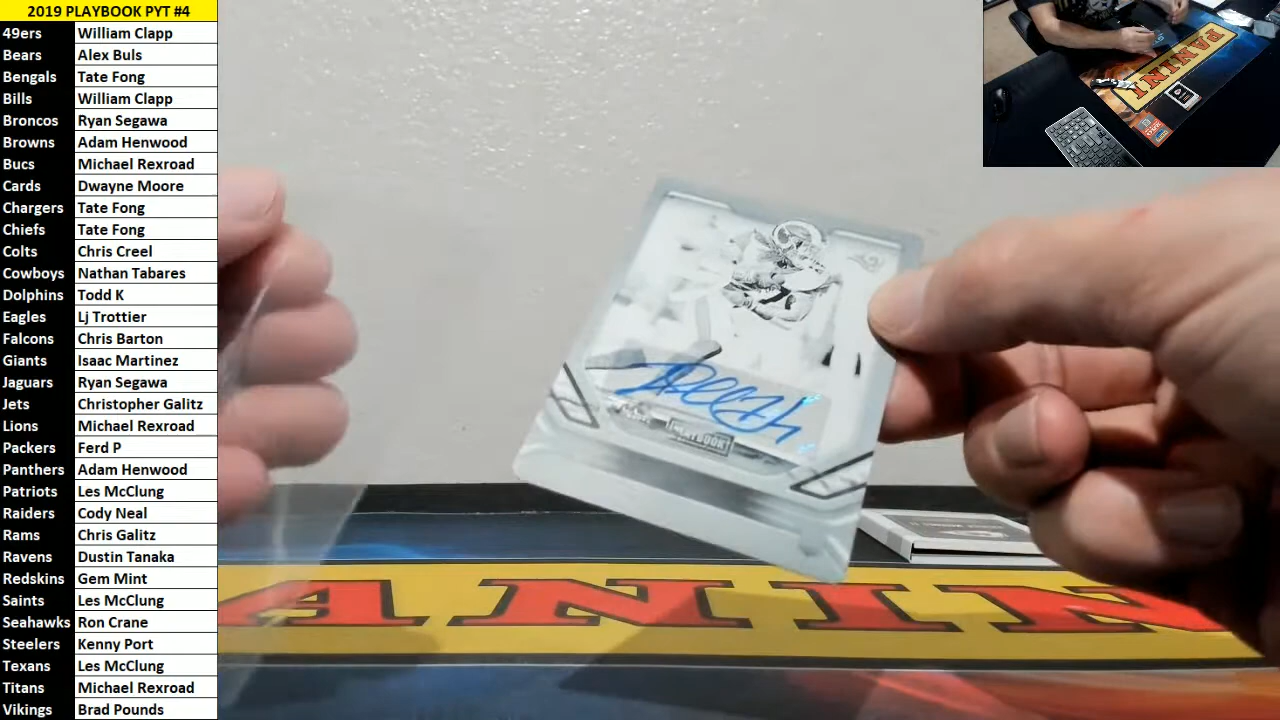 2019 PLAYBOOK PYT #4
49ers William Clapp
Bears Alex Buls
Bengals Tate Fong
Bills William Clapp
Broncos Ryan Segawa
Browns Adam Henwood
Bucs Michael Rexroad
Cards Dwayne Moore
Chargers Tate Fong
Chiefs Tate Fong
Colts Chris Creel
Cowboys Nathan Tabares
Dolphins Todd K
Eagles Lj Trottier
Falcons Chris Barton
Giants Isaac Martinez
Jaguars Ryan Segawa
Jets Christopher Galitz
Lions Michael Rexroad
Packers Ferd P
Panthers Adam Henwood
Patriots Les McClung
Raiders Cody Neal
Rams Chris Galitz
Ravens Dustin Tanaka
Redskins Gem Mint
Saints Les McClung
Seahawks Ron Crane
Steelers Kenny Port
Texans Les McClung
Titans Michael Rexroad
Vikings Brad Pounds
PANINI
PLAYBOOK
ANINI